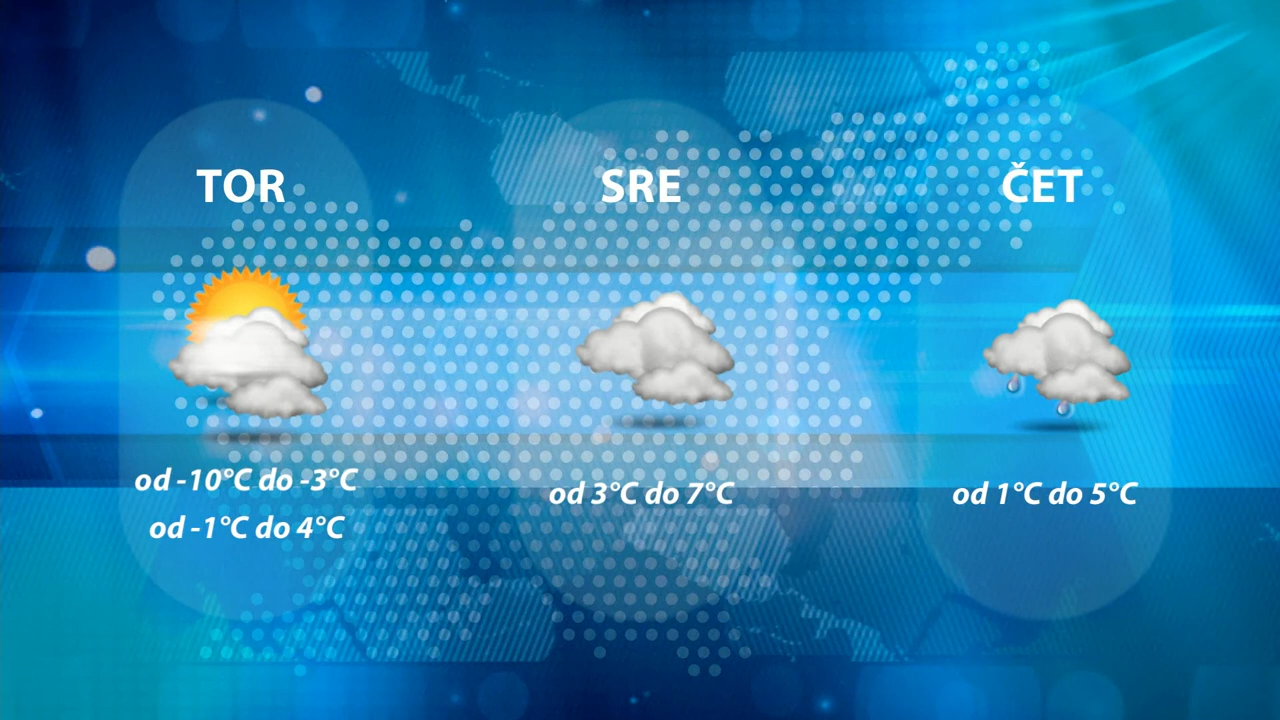 TOR
SRE
ČET
od -10°C do -3°C
od -1°C do 4°C
od 3°C do 7°C
od 1°C do 5°C